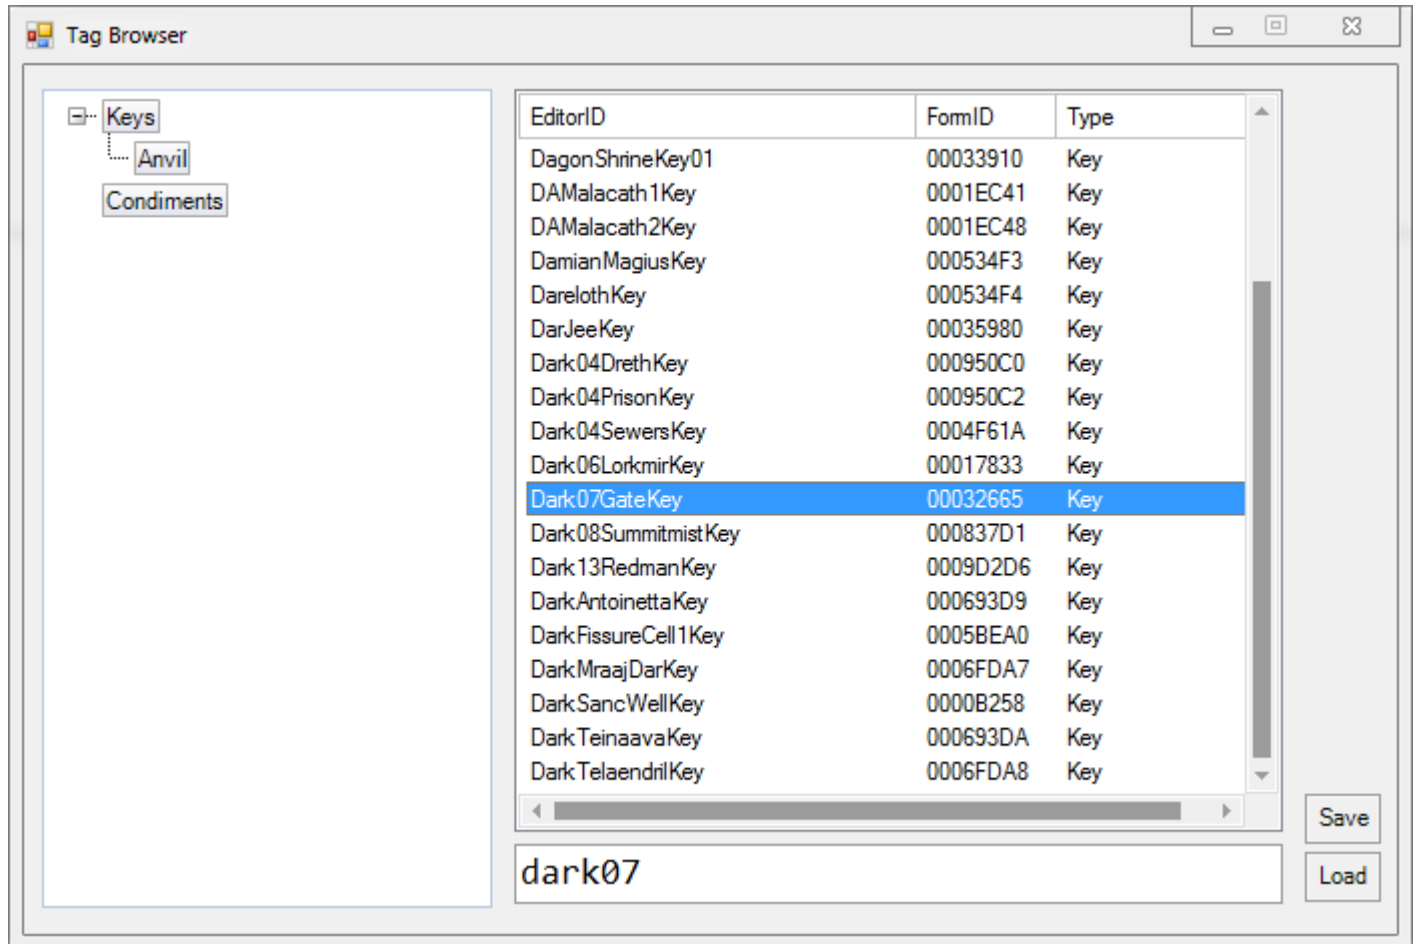 Tag Browser
Keys
Anvil
Condiments
EditorID FormID Type
DagonShrineKey01 00033910 Key
DAMalacath1Key 0001EC41 Key
DAMalacath2Key 0001EC48 Key
DamianMagiusKey 000534F3 Key
DarelothKey 000534F4 Key
DarJeeKey 00035980 Key
Dark04DrethKey 000950C0 Key
Dark04PrisonKey 000950C2 Key
Dark04SewersKey 0004F61A Key
Dark06LorkmirKey 00017833 Key
Dark07GateKey 00032665 Key
Dark08SummitmistKey 000837D1 Key
Dark13RedmanKey 0009D2D6 Key
DarkAntoinettaKey 000693D9 Key
DarkFissureCell1Key 0005BEA0 Key
DarkMraajDarKey 0006FDA7 Key
DarkSancWellKey 0000B258 Key
DarkTeinaavaKey 000693DA Key
DarkTelaendrilKey 0006FDA8 Key
dark07
Save
Load